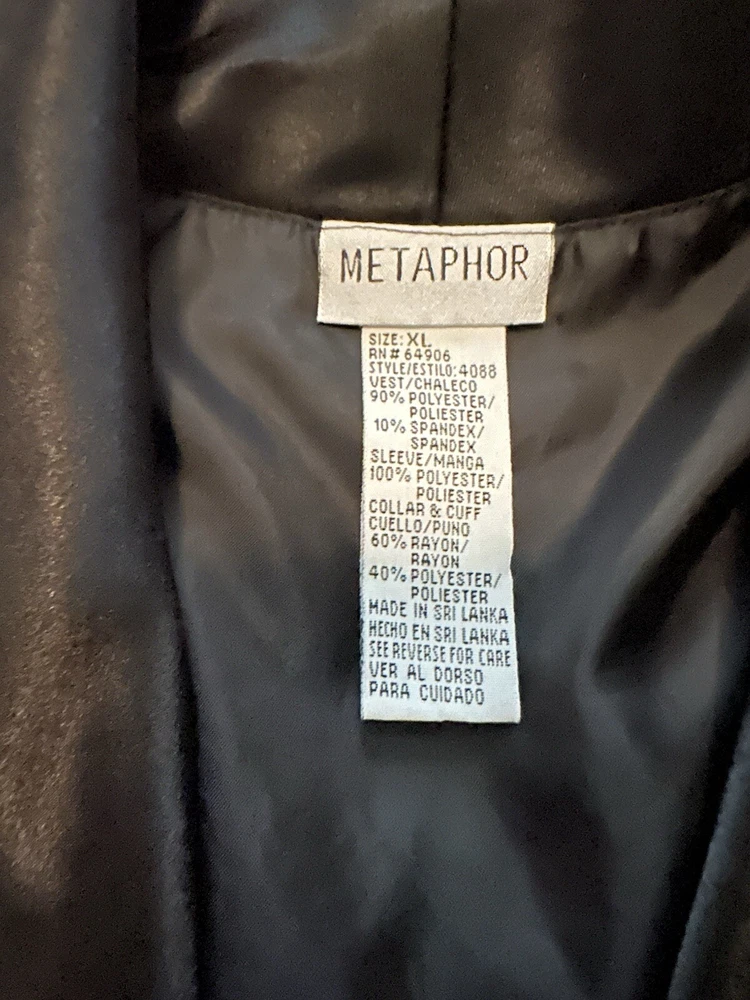 METAPHOR
SIZE: XL
RN# 64906
STYLE/ESTILO:4088
VEST/CHALECO
90% POLYESTER/
POLIESTER
10% SPANDEX/
SPANDEX
SLEEVE/MANGA
100% POLYESTER/
POLIESTER
COLLAR & CUFF
CUELLO/PUNO
60% RAYON/
RAYON
40% POLYESTER/
POLIESTER
MADE IN SRI LANKA
HECHO EN SRI LANKA
SEE REVERSE FOR CARE
VER AL DORSO
PARA CUIDADO